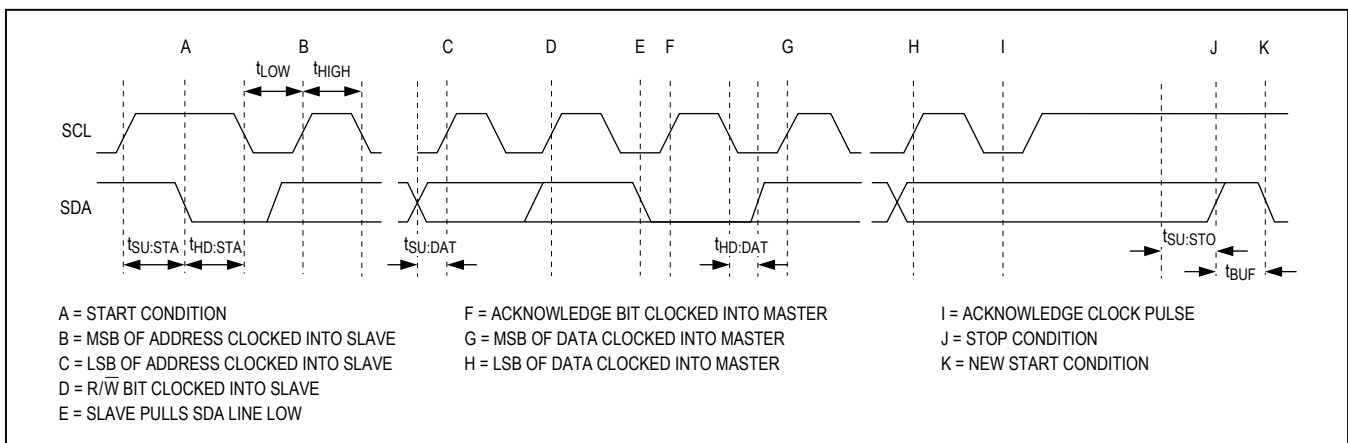 A B C D E F G H I J K
tLOW tHIGH
SCL
SDA
tSU:STA tHD:STA tSU:DAT tHD:DAT tSU:STO
tBUF
A = START CONDITION
B = MSB OF ADDRESS CLOCKED INTO SLAVE
C = LSB OF ADDRESS CLOCKED INTO SLAVE
D = R/W̅ BIT CLOCKED INTO SLAVE
E = SLAVE PULLS SDA LINE LOW
F = ACKNOWLEDGE BIT CLOCKED INTO MASTER
G = MSB OF DATA CLOCKED INTO MASTER
H = LSB OF DATA CLOCKED INTO MASTER
I = ACKNOWLEDGE CLOCK PULSE
J = STOP CONDITION
K = NEW START CONDITION